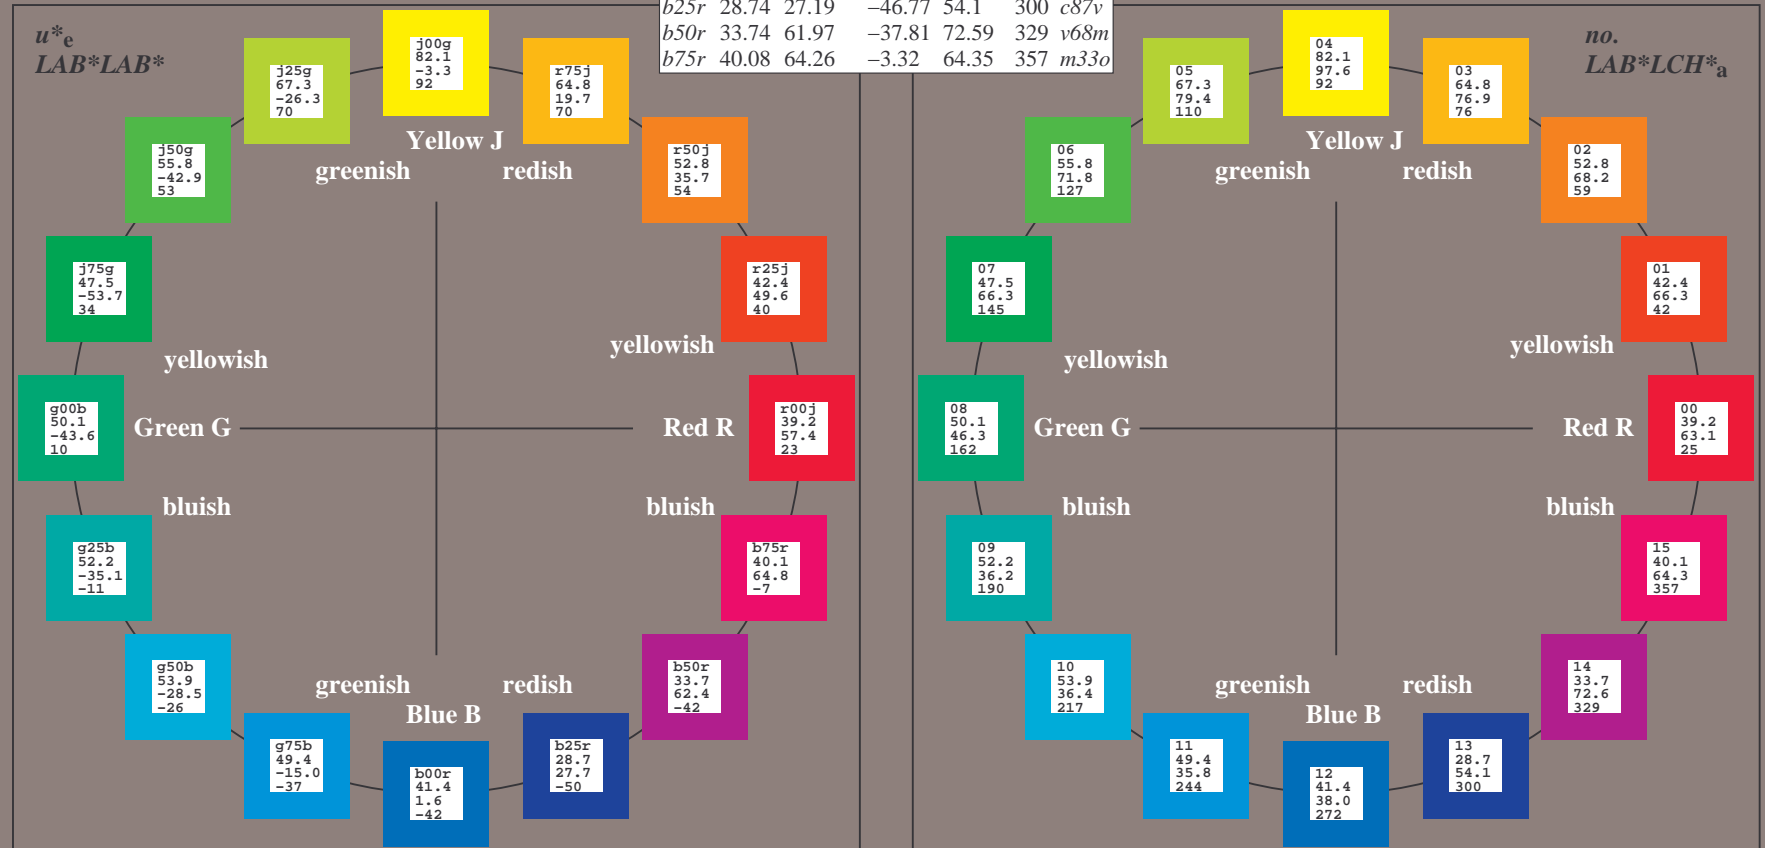 b25r 28.74 27.19 −46.77 54.1 300 c87v
b50r 33.74 61.97 −37.81 72.59 329 v68m
b75r 40.08 64.26 −3.32 64.35 357 m33o
u*e
LAB*LAB*
j00g
82.1
-3.3
92
j25g
67.3
-26.3
70
r75j
64.8
19.7
70
Yellow J
greenish redish
j50g
55.8
-42.9
53
r50j
52.8
35.7
54
j75g
47.5
-53.7
34
r25j
42.4
49.6
40
yellowish
yellowish
g00b
50.1
-43.6
10
Green G
Red R
r00j
39.2
57.4
23
bluish
bluish
g25b
52.2
-35.1
-11
b75r
40.1
64.8
-7
g50b
53.9
-28.5
-26
b50r
33.7
62.4
-42
greenish redish
Blue B
g75b
49.4
-15.0
-37
b00r
41.4
1.6
-42
b25r
28.7
27.7
-50
no.
LAB*LCH*a
04
82.1
97.6
92
05
67.3
79.4
110
03
64.8
76.9
76
Yellow J
greenish redish
06
55.8
71.8
127
02
52.8
68.2
59
07
47.5
66.3
145
01
42.4
66.3
42
yellowish
yellowish
08
50.1
46.3
162
Green G
Red R
00
39.2
63.1
25
bluish
bluish
09
52.2
36.2
190
15
40.1
64.3
357
10
53.9
36.4
217
14
33.7
72.6
329
greenish redish
Blue B
11
49.4
35.8
244
12
41.4
38.0
272
13
28.7
54.1
300